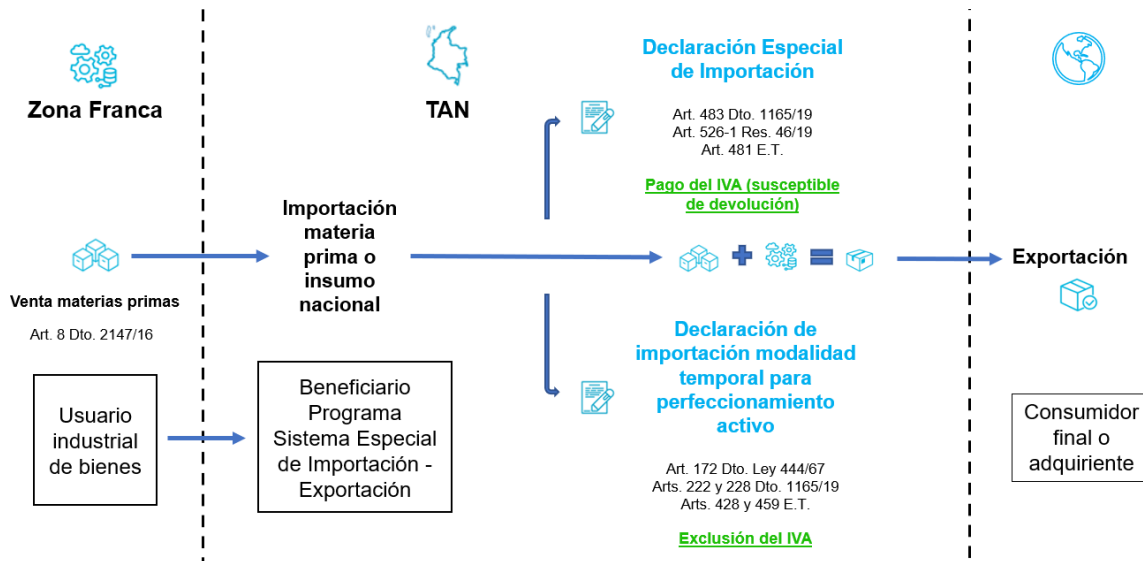 Zona Franca
Venta materias primas
Art. 8 Dto. 2147/16
Usuario
industrial
de bienes
TAN
Importación
materia
prima o
insumo
nacional
Beneficiario
Programa
Sistema Especial
de Importación -
Exportación
Declaración Especial
de Importación
Art. 483 Dto. 1165/19
Art. 526-1 Res. 46/19
Art. 481 E.T.
Pago del IVA (susceptible
de devolución)
Declaración de
importación modalidad
temporal para
perfeccionamiento
activo
Art. 172 Dto. Ley 444/67
Arts. 222 y 228 Dto. 1165/19
Arts. 428 y 459 E.T.
Exclusión del IVA
Exportación
Consumidor
final o
adquiriente